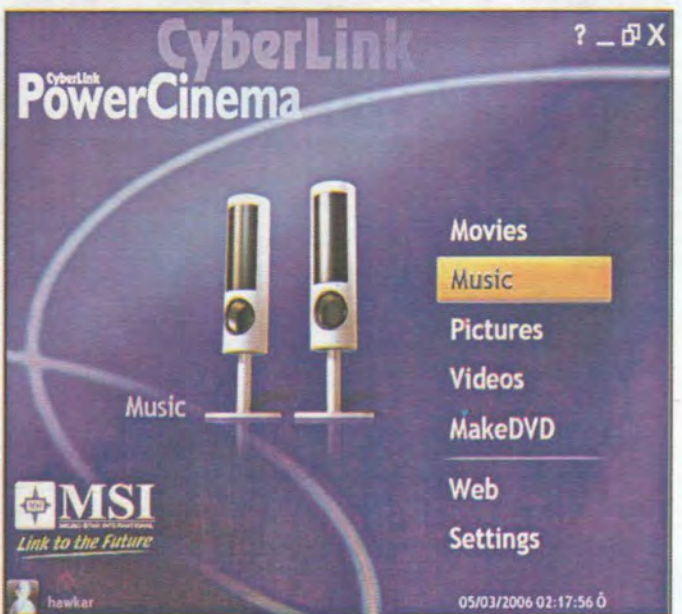 CyberLink
? _ X
CyberLink
PowerCinema
Movies
Music
Pictures
Videos
Music
MakeDVD
MSI
MICRO-STAR INTERNATIONAL
Link to the Future
Web
Settings
hawkar
05/03/2006 02:17:56 Ô